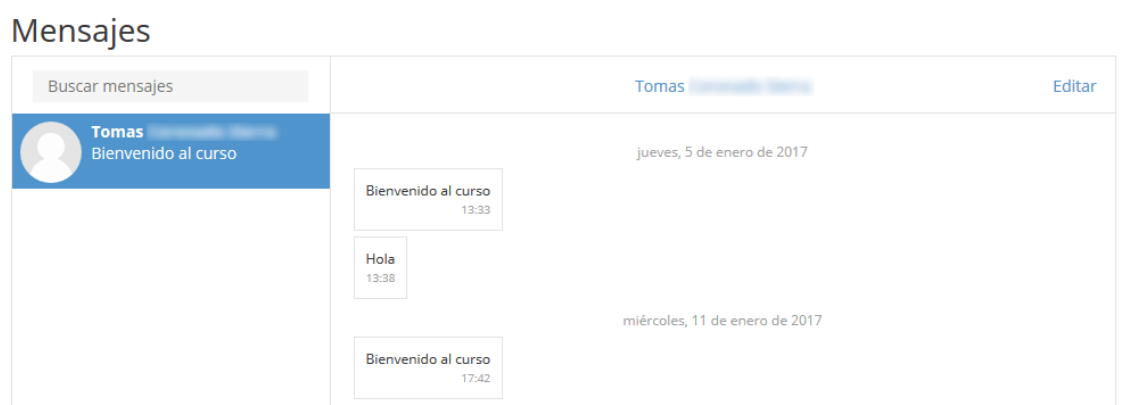 Mensajes
Buscar mensajes
Tomas
Bienvenido al curso
Tomas
Editar
jueves, 5 de enero de 2017
Bienvenido al curso
13:33
Hola
13:38
miércoles, 11 de enero de 2017
Bienvenido al curso
17:42